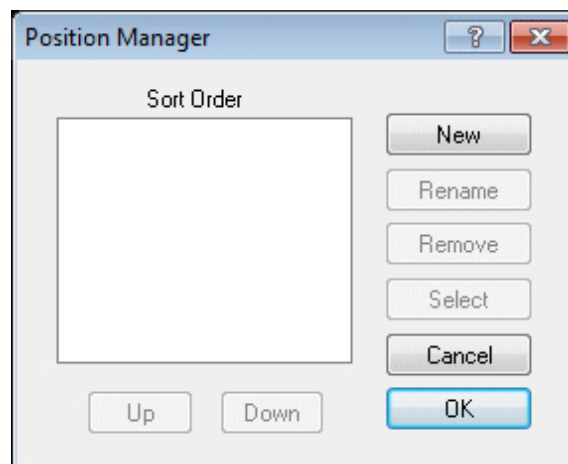 Position Manager
Sort Order
New
Rename
Remove
Select
Cancel
Up Down OK